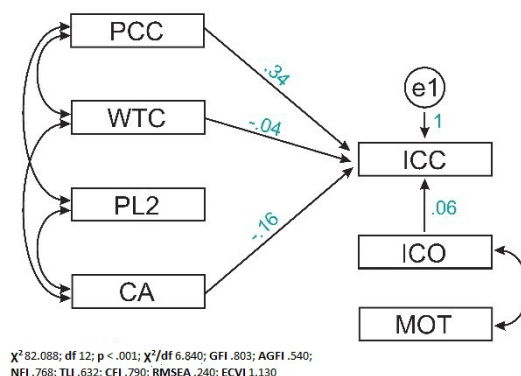 PCC
.34
e1
WTC
-.04
1
ICC
PL2
-.16
.06
CA
ICO
MOT
χ² 82.088; df 12; p < .001; χ²/df 6.840; GFI .803; AGFI .540;
NFI .768; TLI .632; CFI .790; RMSEA .240; ECVI 1.130